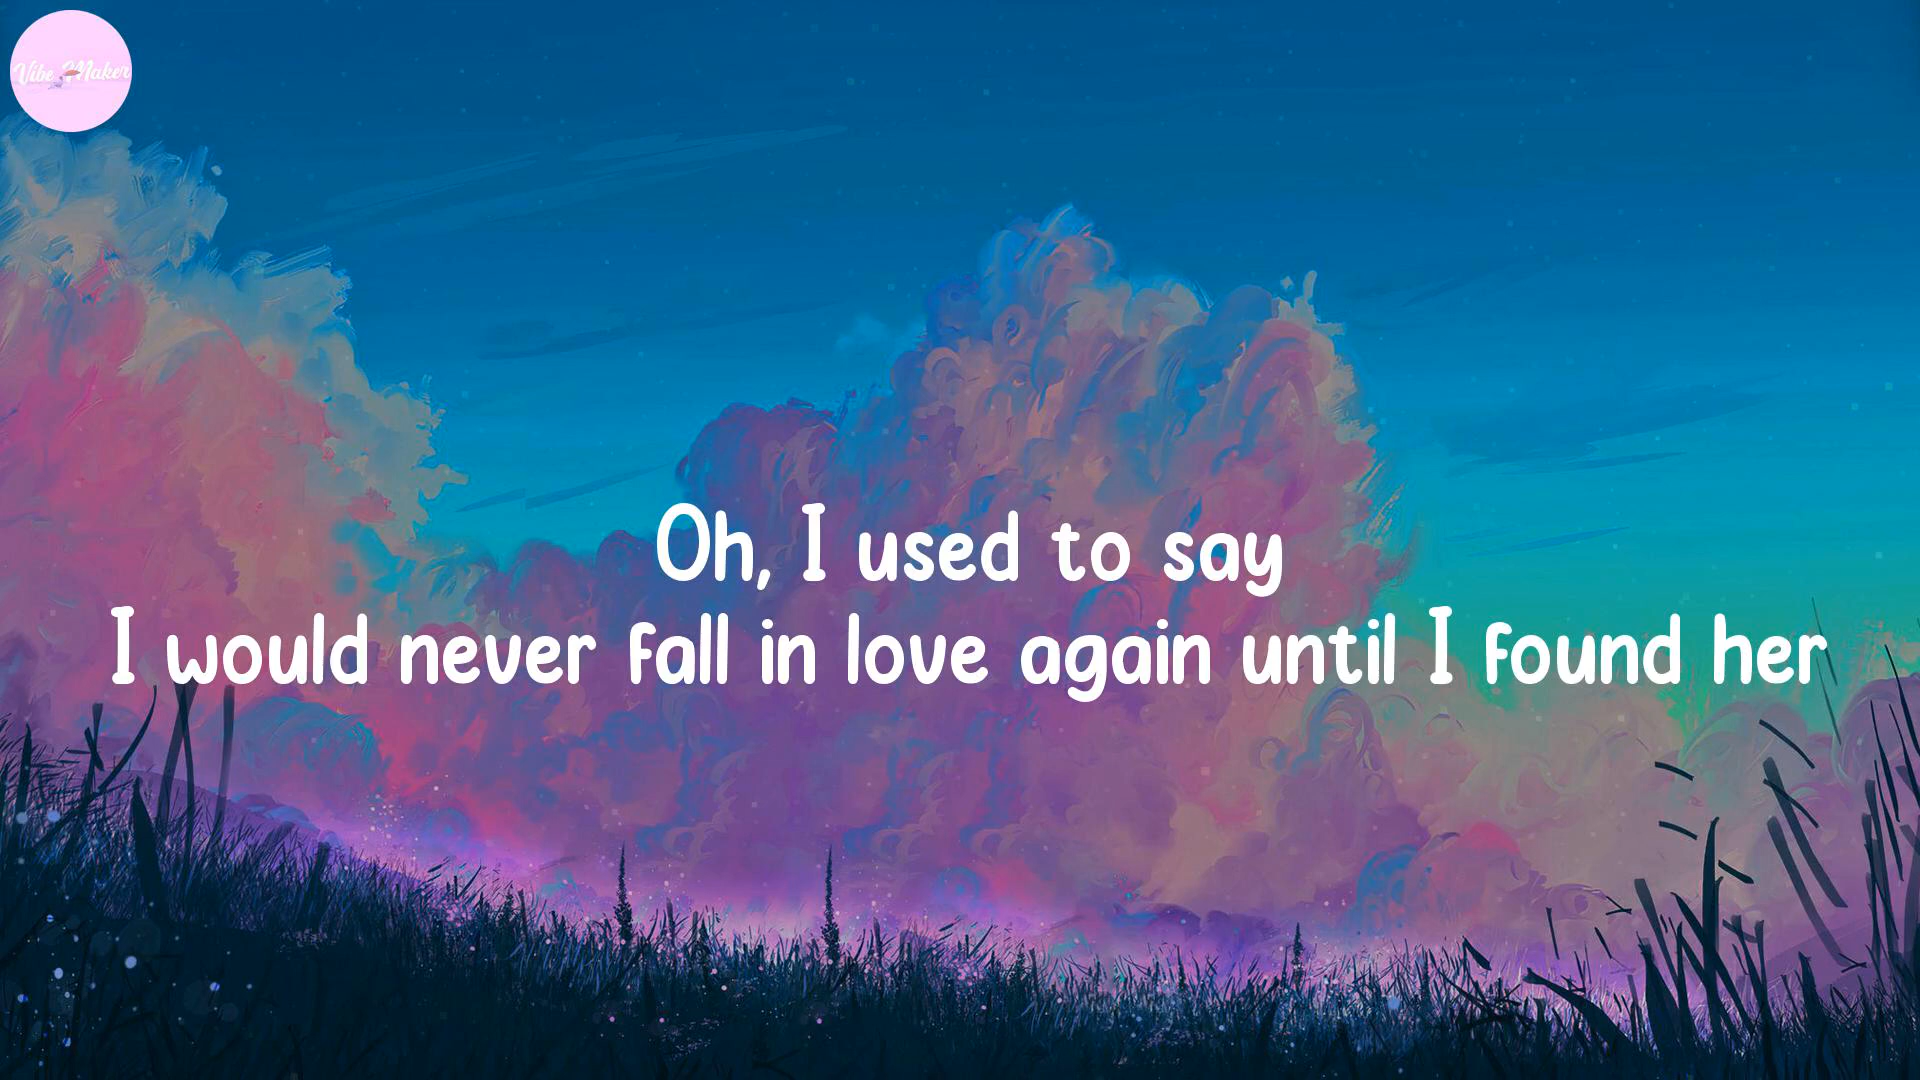 Vibe Maker
Oh, I used to say
I would never fall in love again until I found her